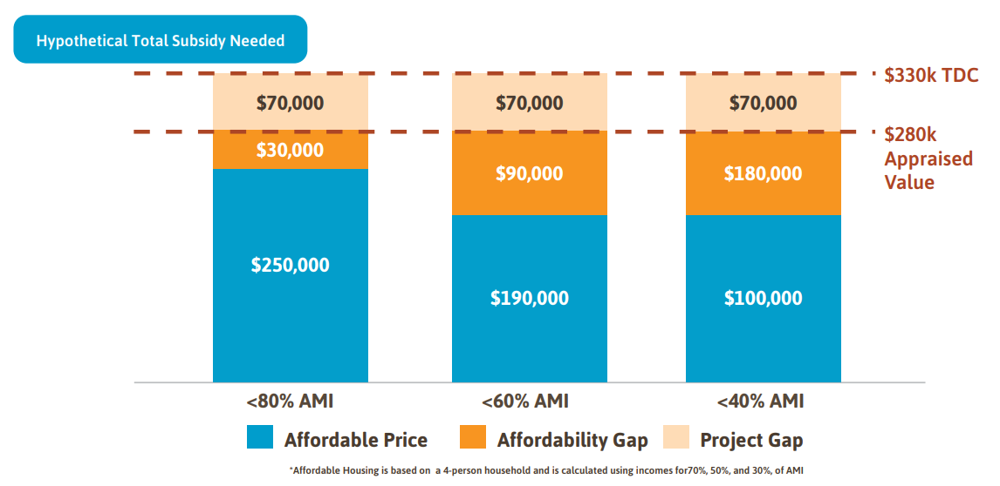 Hypothetical Total Subsidy Needed
$330k TDC
$70,000 $70,000 $70,000
$280k
Appraised
Value
$30,000 $90,000 $180,000
$250,000 $190,000 $100,000
<80% AMI <60% AMI <40% AMI
Affordable Price Affordability Gap Project Gap
*Affordable Housing is based on a 4-person household and is calculated using incomes for70%, 50%, and 30%, of AMI